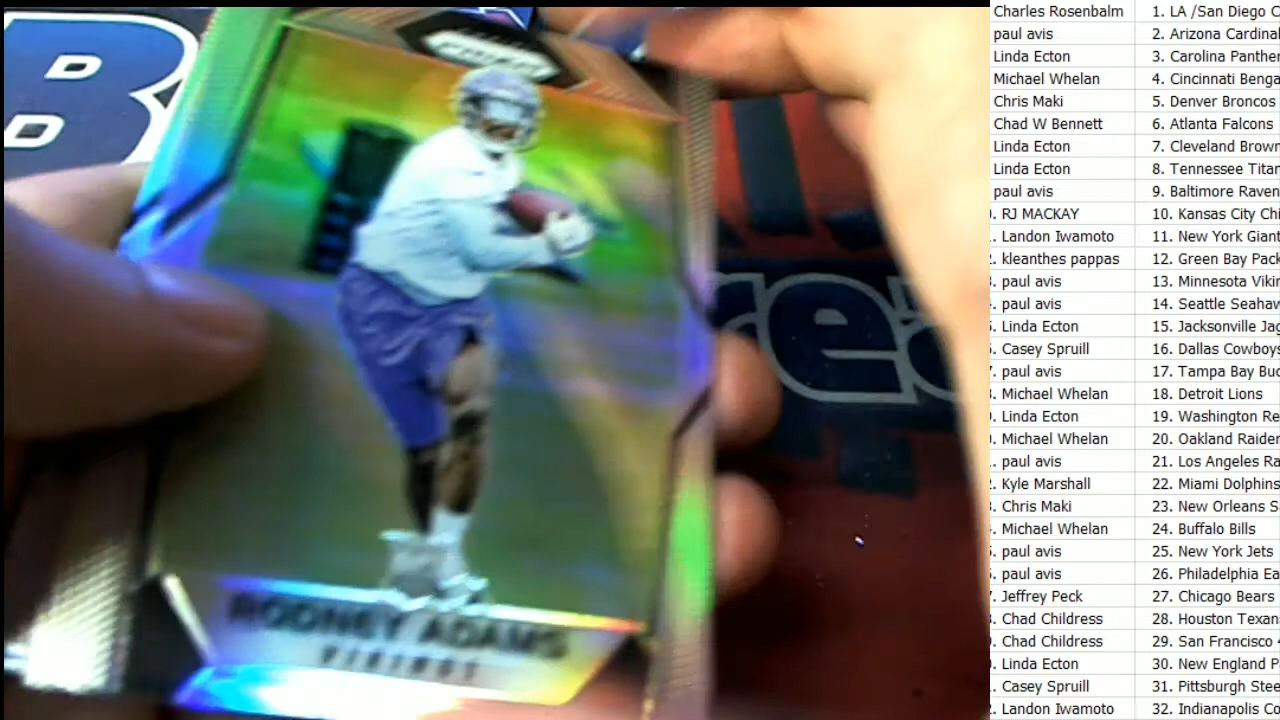 Charles Rosenbalm 1. LA /San Diego C
paul avis 2. Arizona Cardinal
Linda Ecton 3. Carolina Panther
Michael Whelan 4. Cincinnati Benga
Chris Maki 5. Denver Broncos
Chad W Bennett 6. Atlanta Falcons
Linda Ecton 7. Cleveland Brown
Linda Ecton 8. Tennessee Titan
paul avis 9. Baltimore Raven
. RJ MACKAY 10. Kansas City Ch
. Landon Iwamoto 11. New York Giant
. kleanthes pappas 12. Green Bay Pack
. paul avis 13. Minnesota Vikin
. paul avis 14. Seattle Seahaw
. Linda Ecton 15. Jacksonville Jag
. Casey Spruill 16. Dallas Cowboys
. paul avis 17. Tampa Bay Buc
. Michael Whelan 18. Detroit Lions
. Linda Ecton 19. Washington Re
. Michael Whelan 20. Oakland Raider
. paul avis 21. Los Angeles Ra
. Kyle Marshall 22. Miami Dolphins
. Chris Maki 23. New Orleans S
. Michael Whelan 24. Buffalo Bills
. paul avis 25. New York Jets
. paul avis 26. Philadelphia Ea
. Jeffrey Peck 27. Chicago Bears
. Chad Childress 28. Houston Texan
. Chad Childress 29. San Francisco 4
. Linda Ecton 30. New England P
. Casey Spruill 31. Pittsburgh Stee
. Landon Iwamoto 32. Indianapolis Co
B
D
re
ADAMS